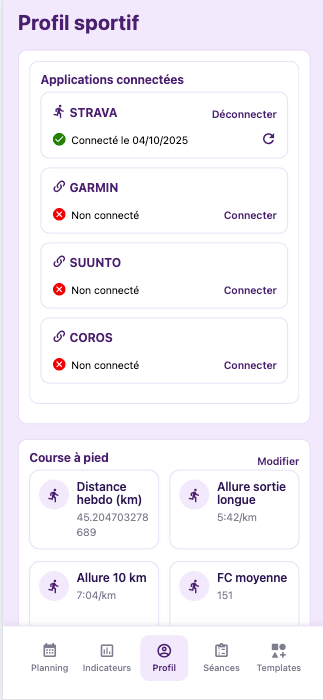 Profil sportif
Applications connectées
STRAVA
Déconnecter
Connecté le 04/10/2025
GARMIN
Non connecté
Connecter
SUUNTO
Non connecté
Connecter
COROS
Non connecté
Connecter
Course à pied
Modifier
Distance
hebdo (km)
45.204703278
689
Allure sortie
longue
5:42/km
Allure 10 km
7:04/km
FC moyenne
151
Planning
Indicateurs
Profil
Séances
Templates